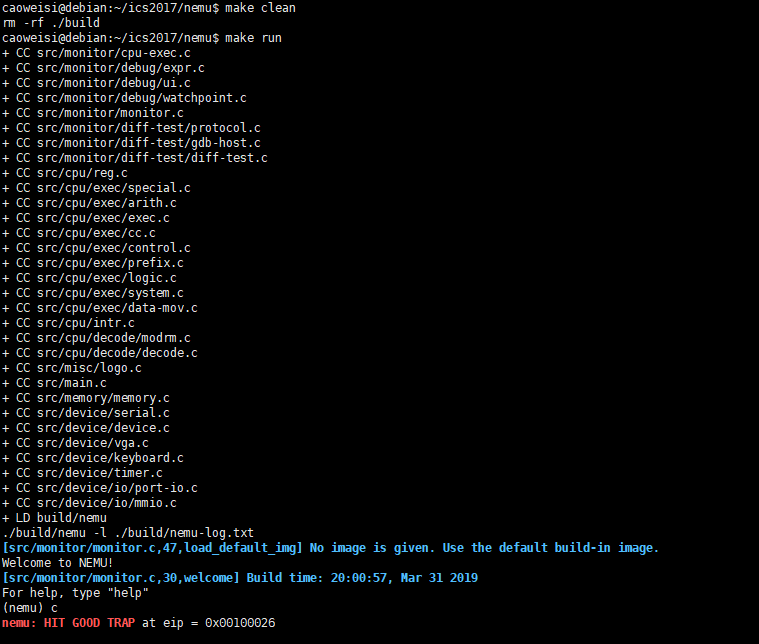 caoweisi@debian:~/ics2017/nemu$ make clean
rm -rf ./build
caoweisi@debian:~/ics2017/nemu$ make run
+ CC src/monitor/cpu-exec.c
+ CC src/monitor/debug/expr.c
+ CC src/monitor/debug/ui.c
+ CC src/monitor/debug/watchpoint.c
+ CC src/monitor/monitor.c
+ CC src/monitor/diff-test/protocol.c
+ CC src/monitor/diff-test/gdb-host.c
+ CC src/monitor/diff-test/diff-test.c
+ CC src/cpu/reg.c
+ CC src/cpu/exec/special.c
+ CC src/cpu/exec/arith.c
+ CC src/cpu/exec/exec.c
+ CC src/cpu/exec/cc.c
+ CC src/cpu/exec/control.c
+ CC src/cpu/exec/prefix.c
+ CC src/cpu/exec/logic.c
+ CC src/cpu/exec/system.c
+ CC src/cpu/exec/data-mov.c
+ CC src/cpu/intr.c
+ CC src/cpu/decode/modrm.c
+ CC src/cpu/decode/decode.c
+ CC src/misc/logo.c
+ CC src/main.c
+ CC src/memory/memory.c
+ CC src/device/serial.c
+ CC src/device/device.c
+ CC src/device/vga.c
+ CC src/device/keyboard.c
+ CC src/device/timer.c
+ CC src/device/io/port-io.c
+ CC src/device/io/mmio.c
+ LD build/nemu
./build/nemu -l ./build/nemu-log.txt
[src/monitor/monitor.c,47,load_default_img] No image is given. Use the default build-in image.
Welcome to NEMU!
[src/monitor/monitor.c,30,welcome] Build time: 20:00:57, Mar 31 2019
For help, type "help"
(nemu) c
nemu: HIT GOOD TRAP at eip = 0x00100026